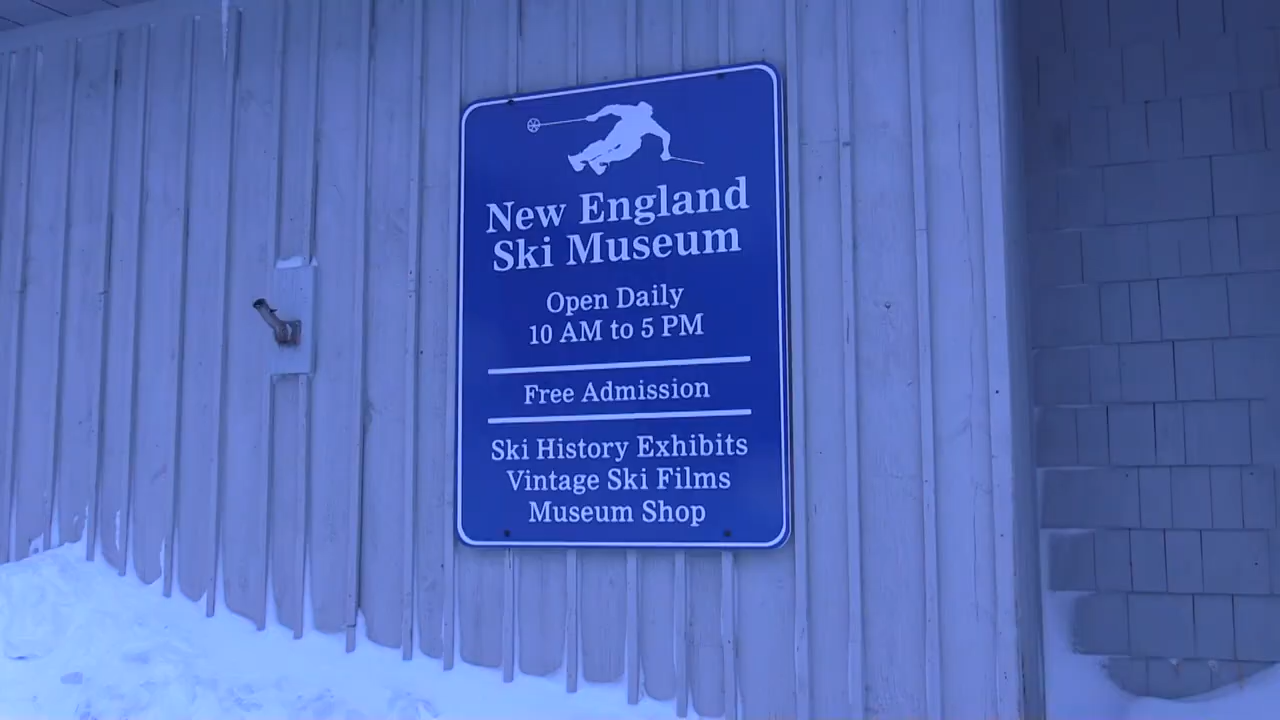 New England
Ski Museum
Open Daily
10 AM to 5 PM
Free Admission
Ski History Exhibits
Vintage Ski Films
Museum Shop